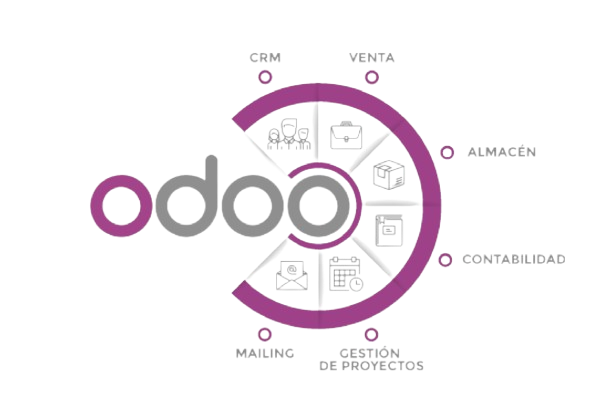 CRM
VENTA
ALMACÉN
odoo
@
CONTABILIDAD
MAILING
GESTIÓN
DE PROYECTOS